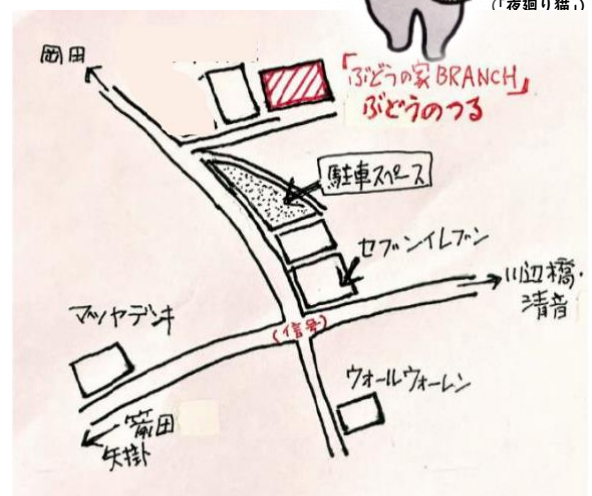 (「夜廻り猫」)
岡田
「ぶどうの家BRANCH」
ぶどうのつる
駐車スペース
セブンイレブン
川辺橋・
清音
マツヤデンキ
(信号)
ウォールウォーレン
箭田
矢掛